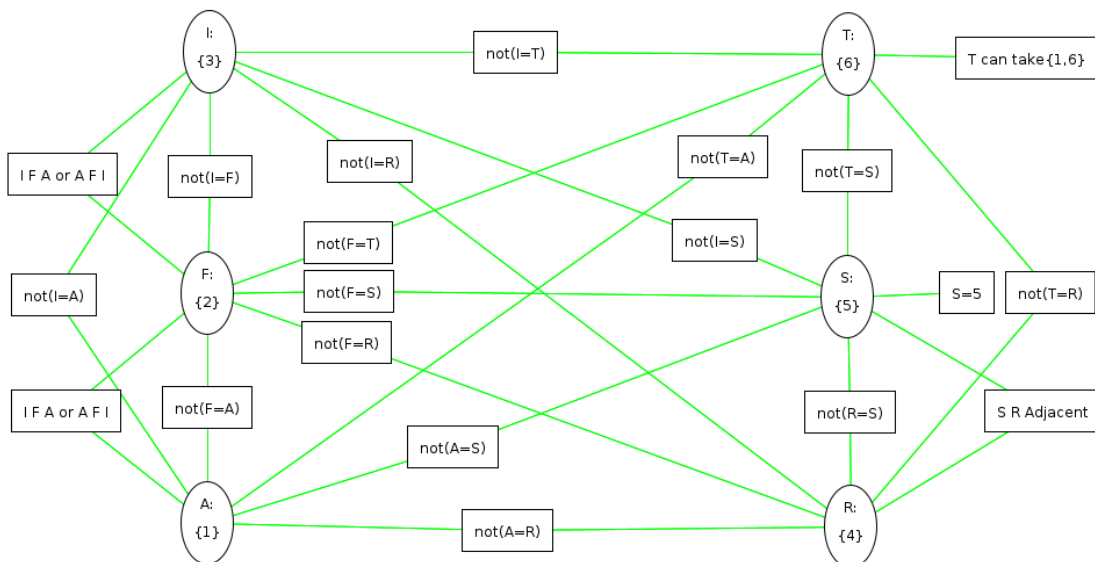 I:
{3}
T:
{6}
not(I=T)
T can take{1,6}
I F A or A F I
not(I=F)
not(I=R)
not(T=A)
not(T=S)
not(F=T)
not(I=S)
F:
{2}
S:
{5}
not(I=A)
not(F=S)
S=5
not(T=R)
not(F=R)
I F A or A F I
not(F=A)
not(R=S)
S R Adjacent
not(A=S)
A:
{1}
R:
{4}
not(A=R)